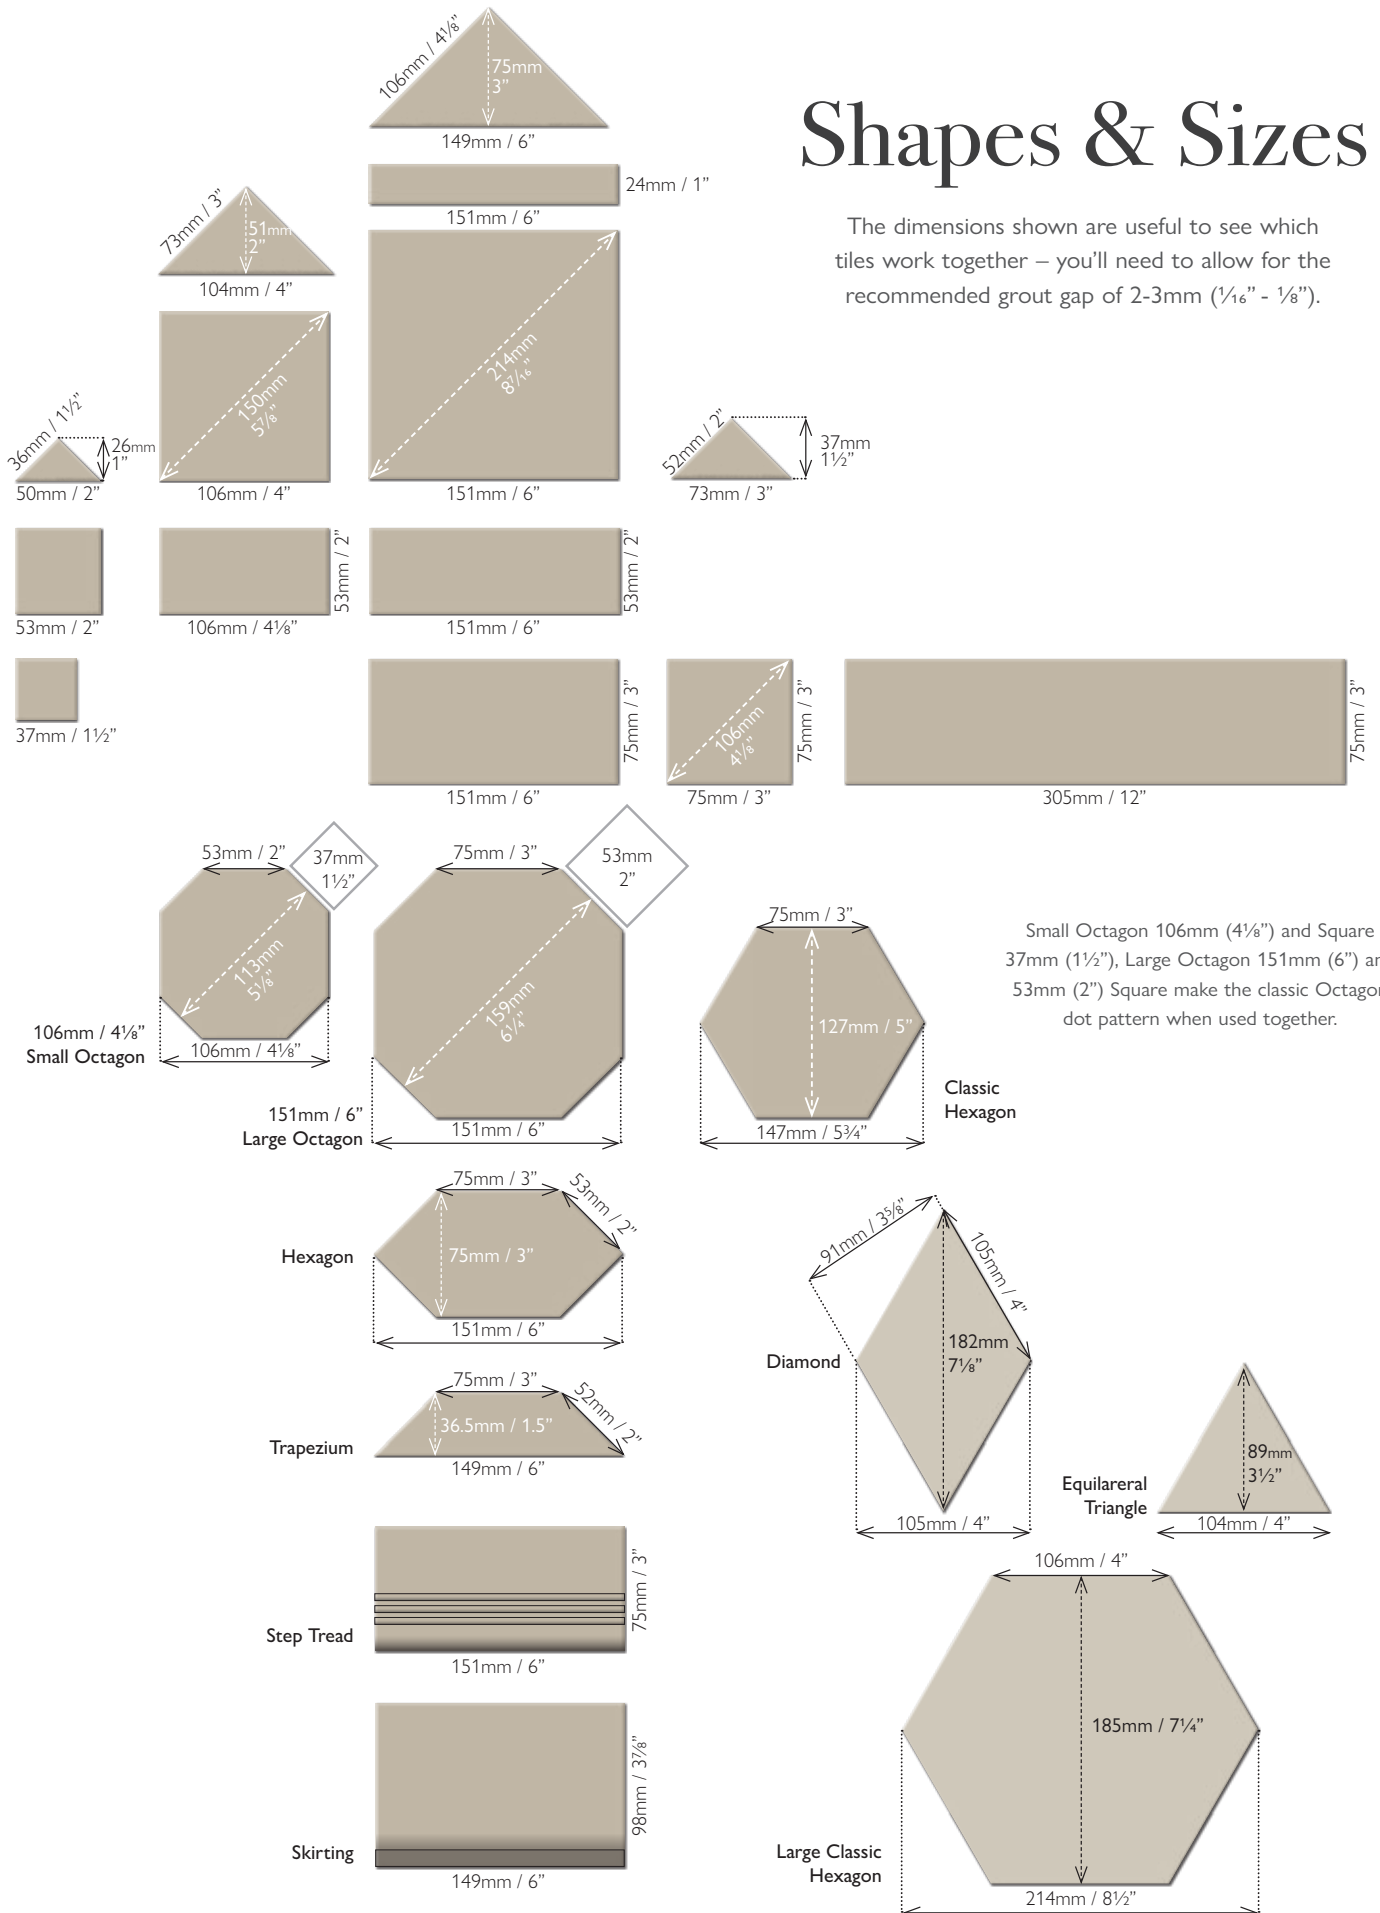 106mm / 4⅛”
75mm
3”
149mm / 6”
Shapes & Sizes
24mm / 1”
151mm / 6”
The dimensions shown are useful to see which
tiles work together – you’ll need to allow for the
recommended grout gap of 2-3mm (¹⁄₁₆” - ⅛”).
73mm / 3”
51mm
2”
104mm / 4”
214mm
8⁷⁄₁₆”
150mm
5⅞”
36mm / 1½”
26mm
1”
52mm / 2”
37mm
1½”
50mm / 2”
106mm / 4”
151mm / 6”
73mm / 3”
53mm / 2”
53mm / 2”
53mm / 2”
106mm / 4⅛”
151mm / 6”
37mm / 1½”
75mm / 3”
106mm
4⅛”
75mm / 3”
75mm / 3”
151mm / 6”
75mm / 3”
305mm / 12”
53mm / 2”
37mm
1½”
113mm
5⅛”
106mm / 4⅛”
Small Octagon
106mm / 4⅛”
75mm / 3”
53mm
2”
159mm
6¼”
151mm / 6”
Large Octagon
151mm / 6”
75mm / 3”
127mm / 5”
147mm / 5¾”
Classic
Hexagon
Small Octagon 106mm (4⅛”) and Square
37mm (1½”), Large Octagon 151mm (6”) an
53mm (2”) Square make the classic Octagon
dot pattern when used together.
75mm / 3”
53mm / 2”
Hexagon
75mm / 3”
151mm / 6”
91mm / 3⅝”
105mm / 4”
Diamond
182mm
7⅛”
105mm / 4”
75mm / 3”
52mm / 2”
36.5mm / 1.5”
Trapezium
149mm / 6”
89mm
3½”
Equilareral
Triangle
104mm / 4”
75mm / 3”
Step Tread
151mm / 6”
106mm / 4”
185mm / 7¼”
Large Classic
Hexagon
214mm / 8½”
98mm / 3⅞”
Skirting
149mm / 6”